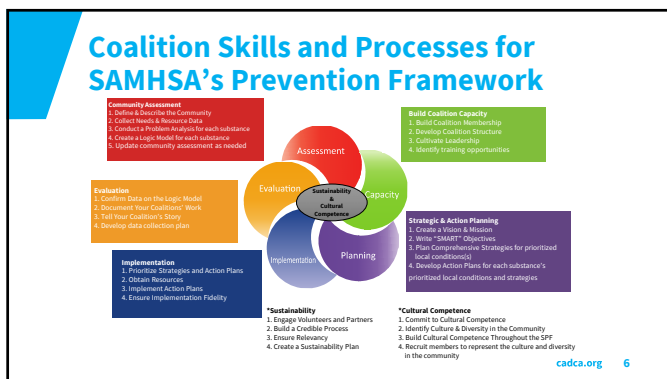 Coalition Skills and Processes for
SAMHSA's Prevention Framework
Community Assessment
1. Define & Describe the Community
2. Collect Needs & Resource Data
3. Conduct a Problem Analysis for each substance
4. Create a Logic Model for each substance
5. Update community assessment as needed
Build Coalition Capacity
1. Build Coalition Membership
2. Develop Coalition Structure
3. Cultivate Leadership
4. Identify training opportunities
Assessment
Evaluation
Capacity
Sustainability
&
Cultural
Competence
Implementation
Planning
Evaluation
1. Confirm Data on the Logic Model
2. Document Your Coalitions' Work
3. Tell Your Coalition's Story
4. Develop data collection plan
Strategic & Action Planning
1. Create a Vision & Mission
2. Write "SMART" Objectives
3. Plan Comprehensive Strategies for prioritized
local conditions(s)
4. Develop Action Plans for each substance's
prioritized local conditions and strategies
Implementation
1. Prioritize Strategies and Action Plans
2. Obtain Resources
3. Implement Action Plans
4. Ensure Implementation Fidelity
*Sustainability
1. Engage Volunteers and Partners
2. Build a Credible Process
3. Ensure Relevancy
4. Create a Sustainability Plan
*Cultural Competence
1. Commit to Cultural Competence
2. Identify Culture & Diversity in the Community
3. Build Cultural Competence Throughout the SPF
4. Recruit members to represent the culture and diversity
in the community
cadca.org 6